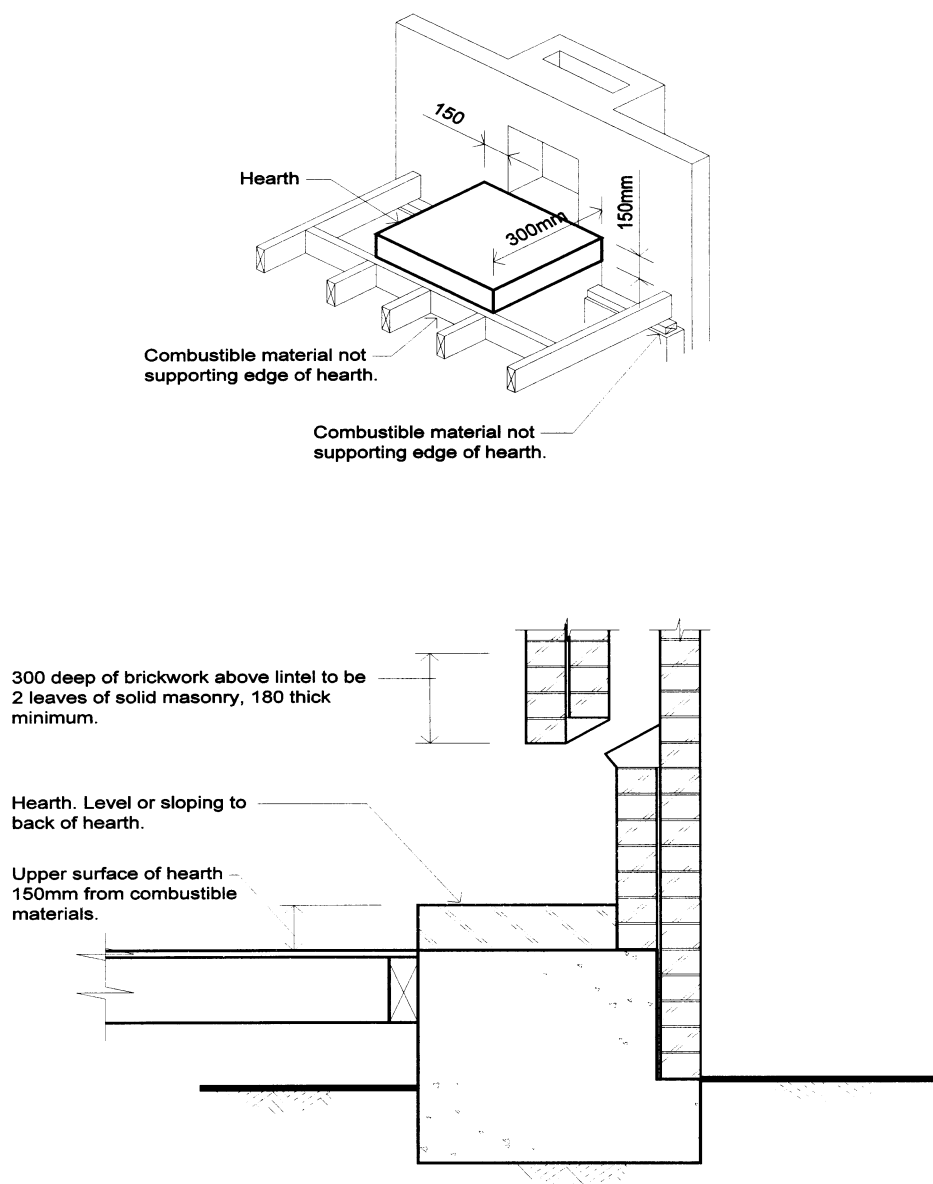 150
Hearth
300mm
150mm
Combustible material not
supporting edge of hearth.
Combustible material not
supporting edge of hearth.
300 deep of brickwork above lintel to be
2 leaves of solid masonry, 180 thick
minimum.
Hearth. Level or sloping to
back of hearth.
Upper surface of hearth
150mm from combustible
materials.